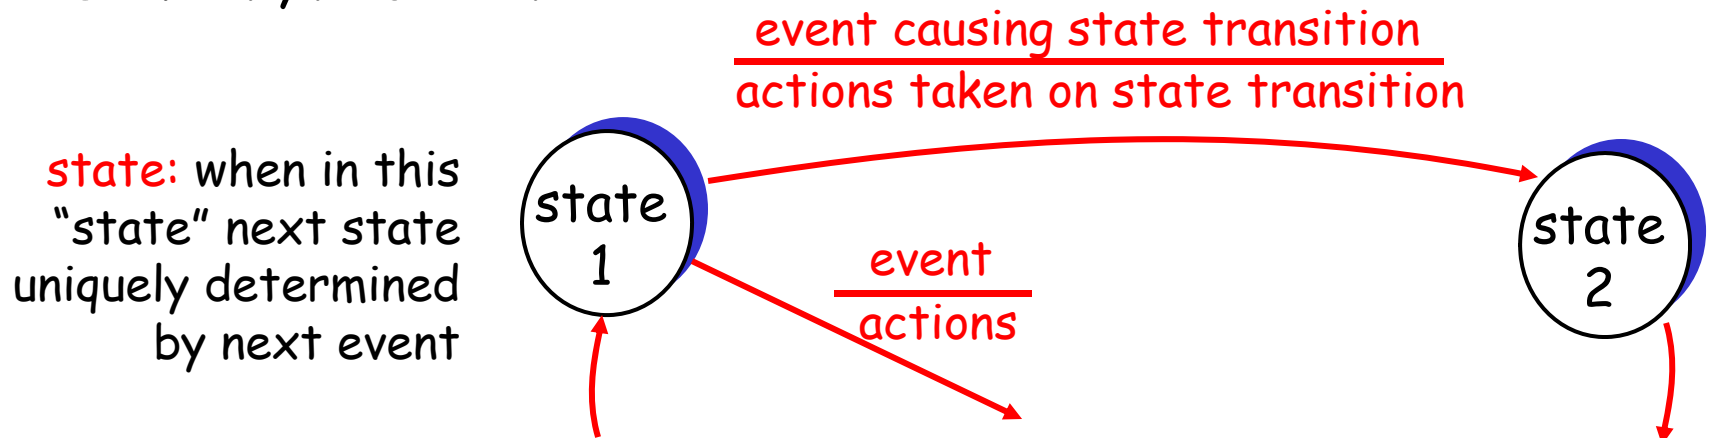 event causing state transition
actions taken on state transition
state: when in this
“state” next state
uniquely determined
by next event
state
1
event
actions
state
2